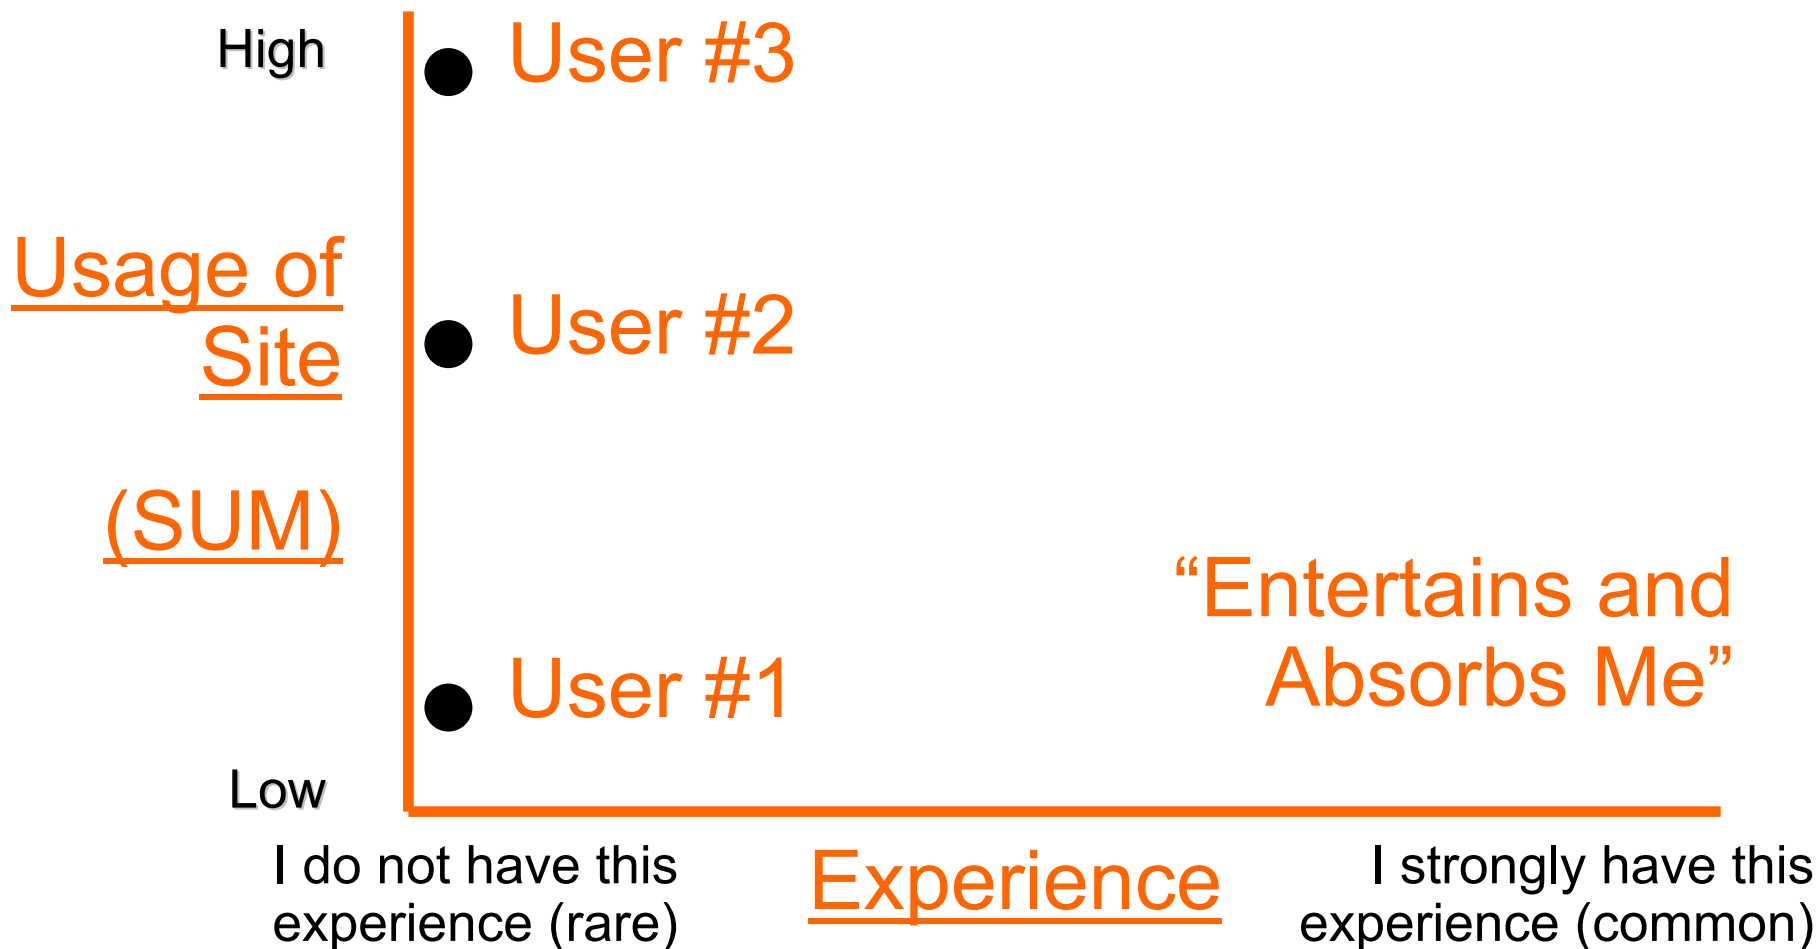 High
User #3
Usage of
Site
User #2
(SUM)
“Entertains and
Absorbs Me”
User #1
Low
I do not have this
experience (rare)
Experience
I strongly have this
experience (common)